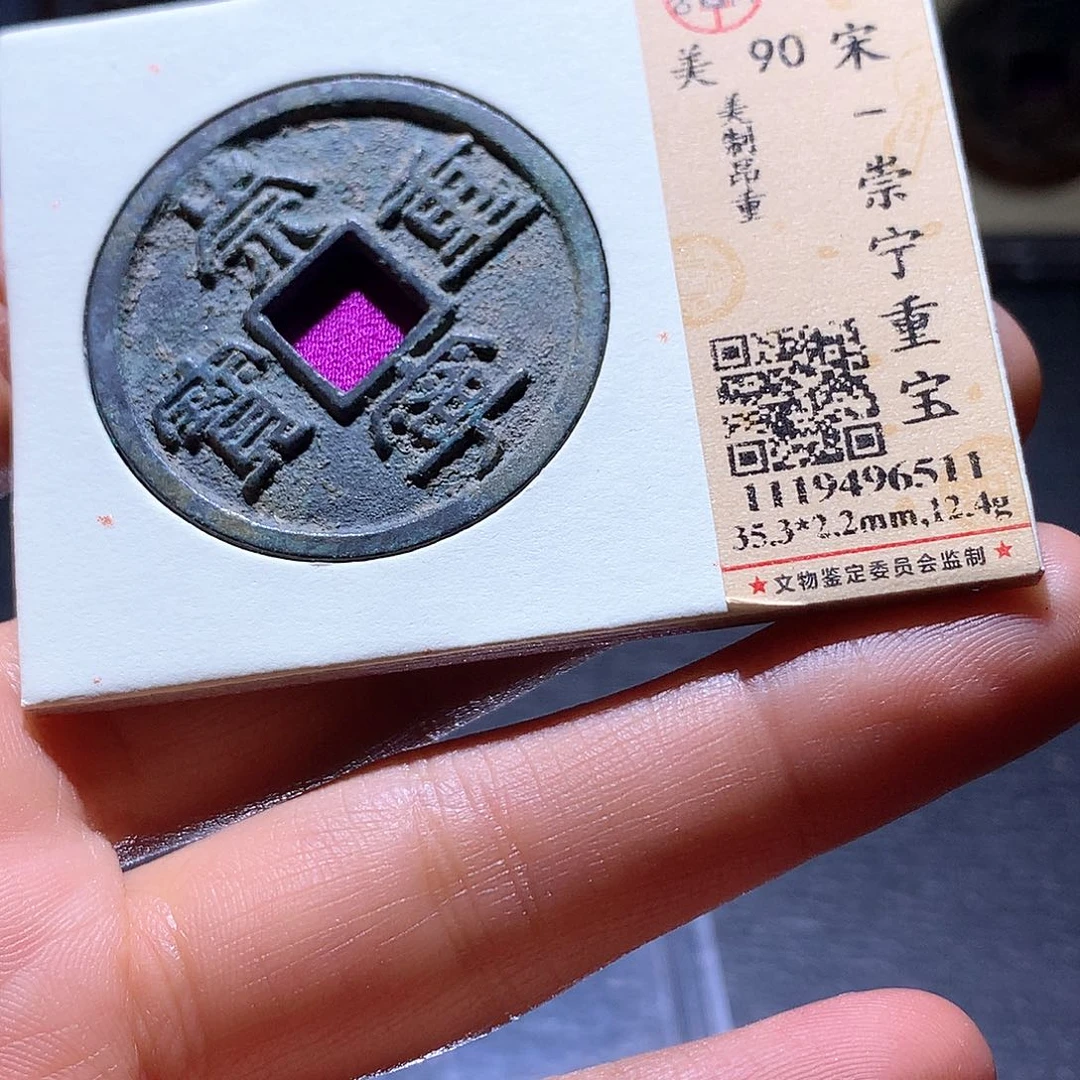 崇寧重寶
宋一崇宁重宝
美 90
美制昂重
1119496511
35.3*2.2mm,12.4g
★文物鉴定委员会监制★